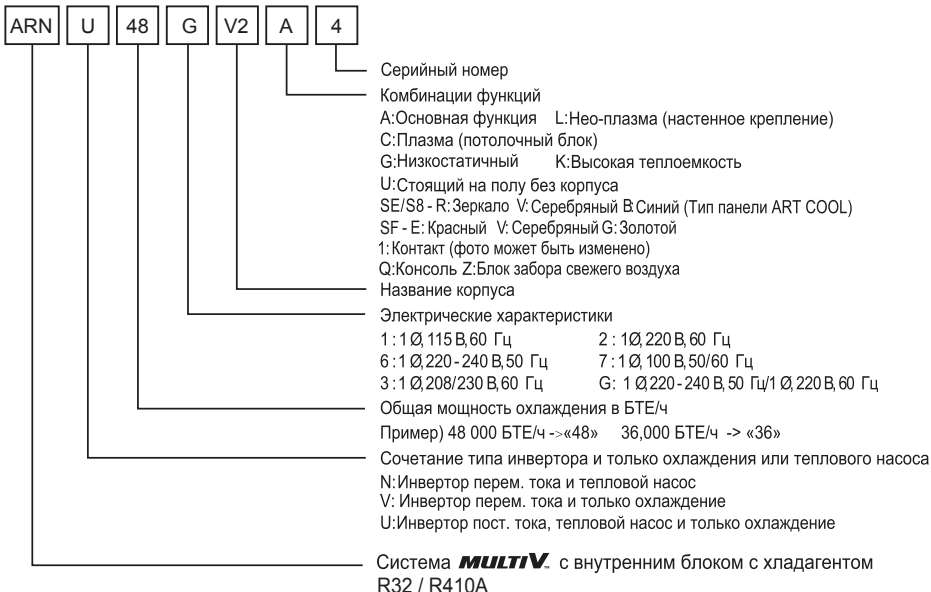 ARN U 48 G V2 A 4
Серийный номер
Комбинации функций
A:Основная функция L:Нео-плазма (настенное крепление)
C:Плазма (потолочный блок)
G:Низкостатичный K:Высокая теплоемкость
U:Стоящий на полу без корпуса
SE/S8 - R: Зеркало V: Серебряный B:Синий (Тип панели ART COOL)
SF - E: Красный V: Серебряный G: Золотой
1:Контакт (фото может быть изменено)
Q:Консоль Z:Блок забора свежего воздуха
Название корпуса
Электрические характеристики
1 : 1 Ø, 115 В, 60 Гц 2 : 1Ø, 220 В, 60 Гц
6 : 1 Ø, 220 - 240 В, 50 Гц 7 : 1 Ø, 100 В, 50/60 Гц
3 : 1 Ø, 208/230 В, 60 Гц G: 1 Ø, 220 - 240 В, 50 Гц/1 Ø, 220 В, 60 Гц
Общая мощность охлаждения в БТЕ/ч
Пример) 48 000 БТЕ/ч ->«48» 36,000 БТЕ/ч -> «36»
Сочетание типа инвертора и только охлаждения или теплового насоса
N:Инвертор перем. тока и тепловой насос
V: Инвертор перем. тока и только охлаждение
U:Инвертор пост. тока, тепловой насос и только охлаждение
Система MULTI V™ с внутренним блоком с хладагентом
R32 / R410A